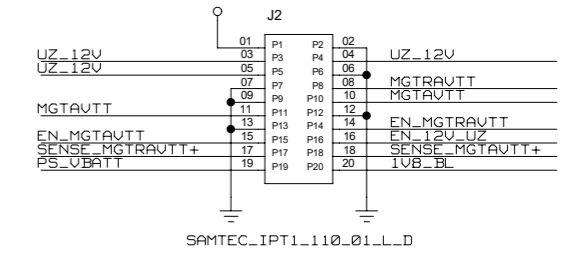 J2
01 P1 P2 02
UZ_12V 03 P3 P4 04 UZ_12V
UZ_12V 05 P5 P6 06
07 P7 P8 08 MGTRAVTT
09 P9 P10 10 MGTAVTT
MGTAVTT 11 P11 P12 12
13 P13 P14 14 EN_MGTRAVTT
EN_MGTAVTT 15 P15 P16 16 EN_12V_UZ
SENSE_MGTRAVTT+ 17 P17 P18 18 SENSE_MGTAVTT+
PS_VBATT 19 P19 P20 20 1V8_BL
SAMTEC_IPT1_110_01_L_D